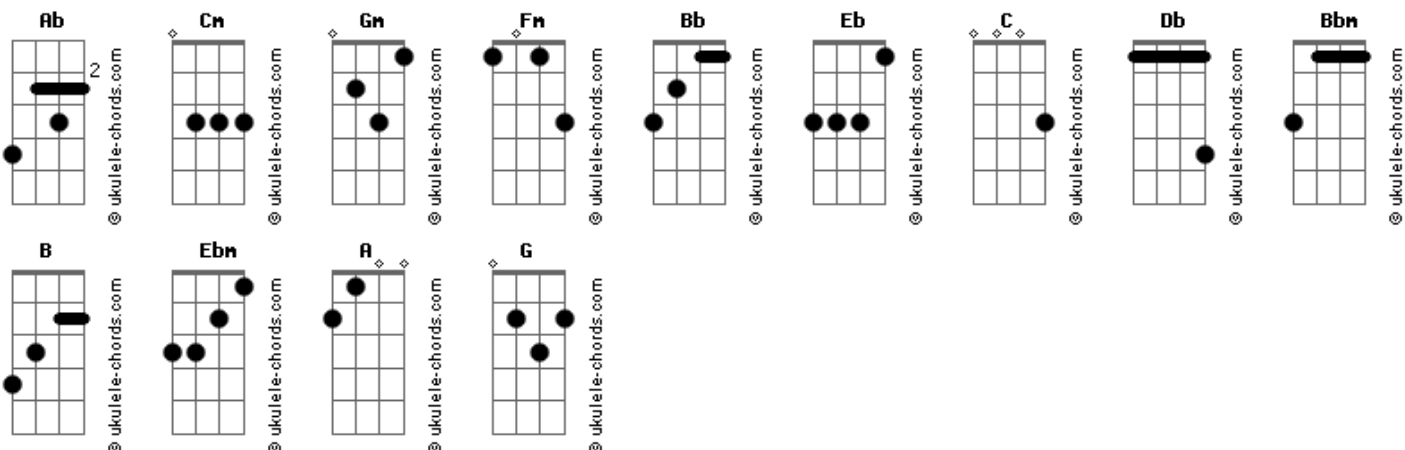 Ab Cm Gm Fm Bb Eb C Db Bbm
2
© ukulele-chords.com © ukulele-chords.com © ukulele-chords.com © ukulele-chords.com © ukulele-chords.com © ukulele-chords.com © ukulele-chords.com © ukulele-chords.com © ukulele-chords.com
B Ebm A G
© ukulele-chords.com © ukulele-chords.com © ukulele-chords.com © ukulele-chords.com